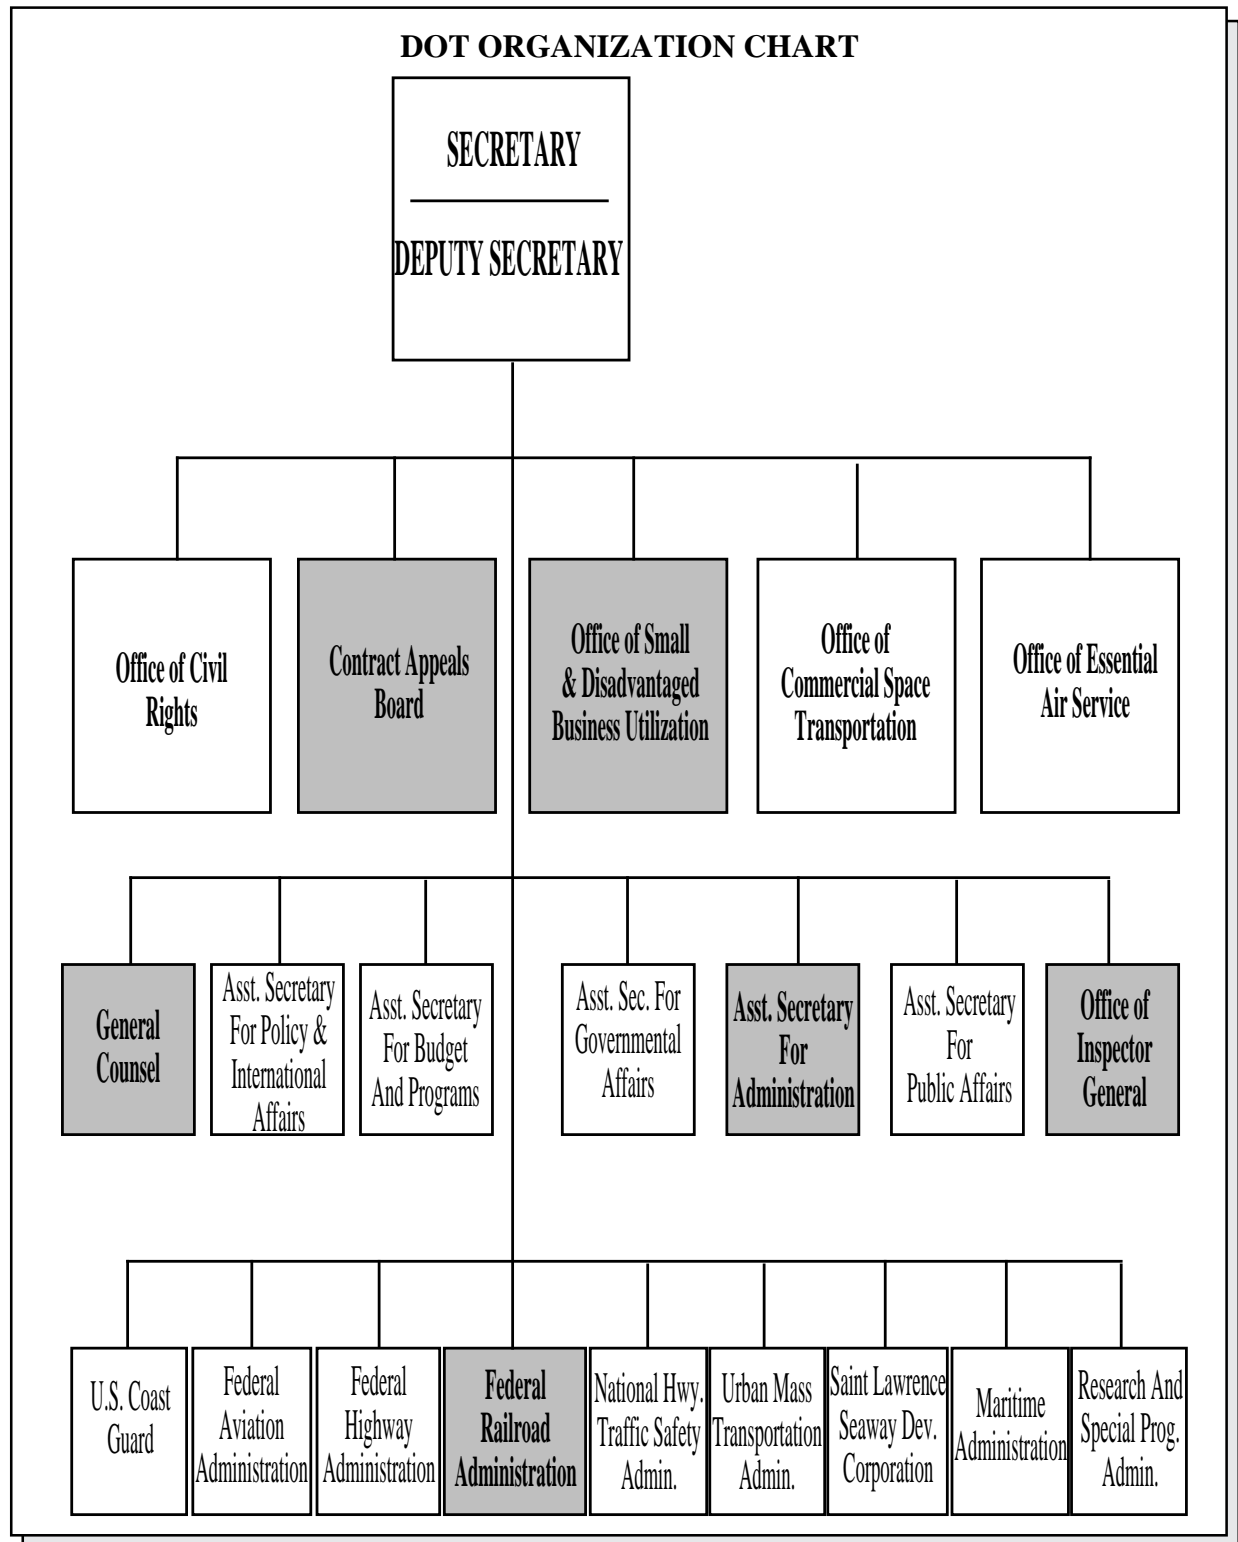 DOT ORGANIZATION CHART
SECRETARY
DEPUTY SECRETARY
Office of Civil
Rights
Contract Appeals
Board
Office of Small
& Disadvantaged
Business Utilization
Office of
Commercial Space
Transportation
Office of Essential
Air Service
General
Counsel
Asst. Secretary
For Policy &
International
Affairs
Asst. Secretary
For Budget
And Programs
Asst. Sec. For
Governmental
Affairs
Asst. Secretary
For
Administration
Asst. Secretary
For
Public Affairs
Office of
Inspector
General
U.S. Coast
Guard
Federal
Aviation
Administration
Federal
Highway
Administration
Federal
Railroad
Administration
National Hwy.
Traffic Safety
Admin.
Urban Mass
Transportation
Admin.
Saint Lawrence
Seaway Dev.
Corporation
Maritime
Administration
Research And
Special Prog.
Admin.